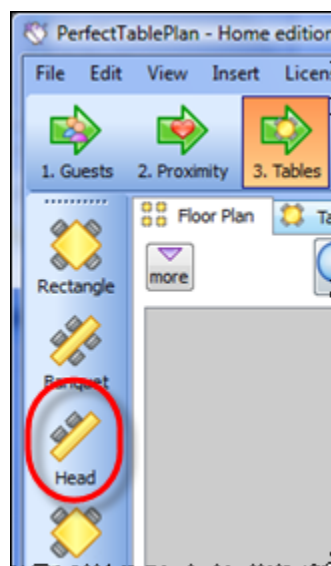 PerfectTablePlan - Home edition
File Edit View Insert
1. Guests 2. Proximity 3. Tables
Floor Plan
Rectangle
more
Banquet
Head